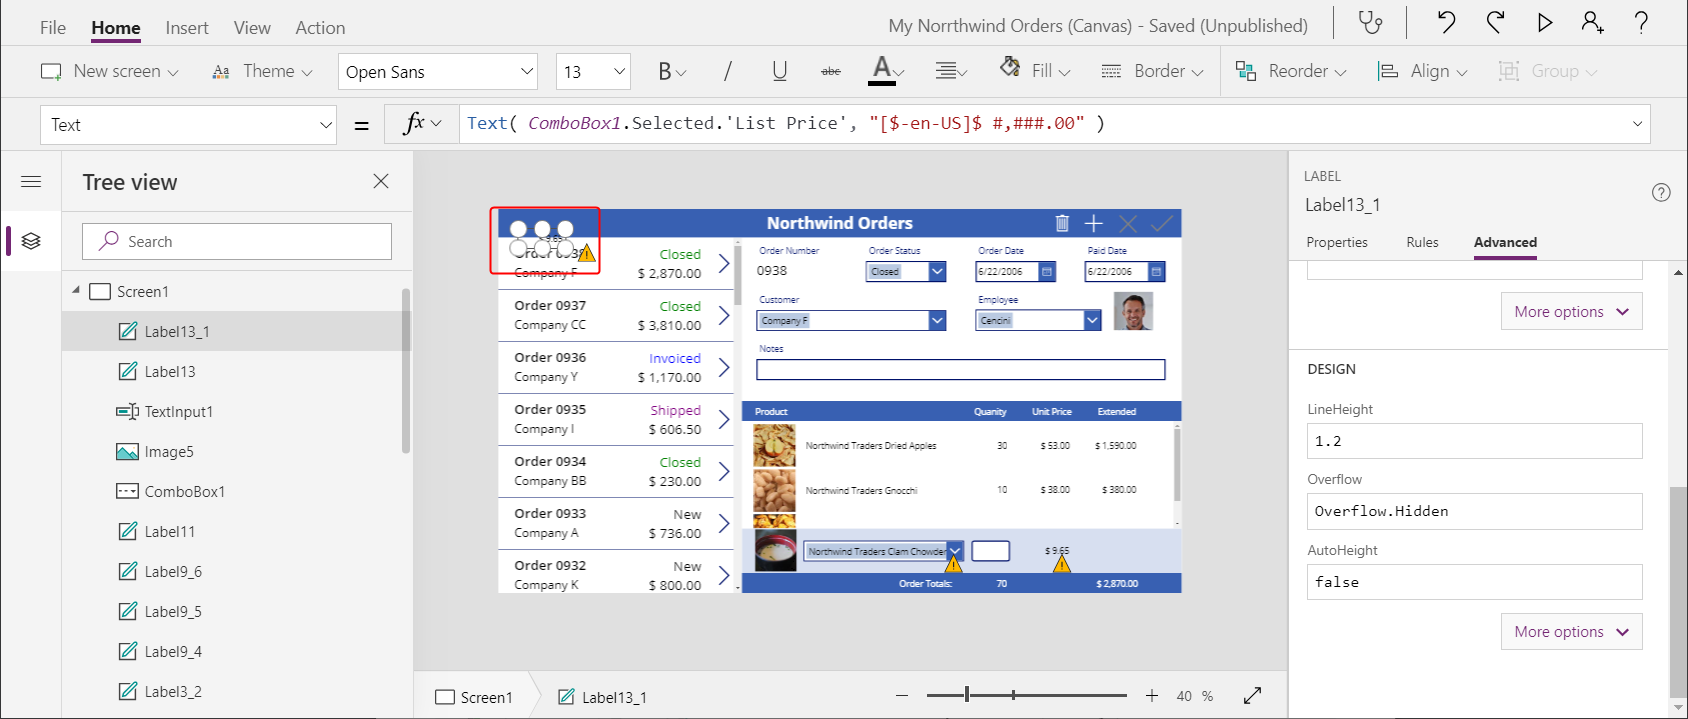 File Home Insert View Action My Norrthwind Orders (Canvas) - Saved (Unpublished)
New screen Aa Theme Open Sans 13 B / U abc A Fill Border Reorder Align Group
Text = fx Text( ComboBox1.Selected.'List Price', "[$-en-US]$ #,###.00" )
Tree view
Search
Screen1
Label13_1
Label13
TextInput1
Image5
ComboBox1
Label11
Label9_6
Label9_5
Label9_4
Label3_2
Northwind Orders
$ 9.65
Order 0938 Closed
Company F $ 2,870.00
Order 0937 Closed
Company CC $ 3,810.00
Order 0936 Invoiced
Company Y $ 1,170.00
Order 0935 Shipped
Company I $ 606.50
Order 0934 Closed
Company BB $ 230.00
Order 0933 New
Company A $ 736.00
Order 0932 New
Company K $ 800.00
Order Number Order Status Order Date Paid Date
0938 Closed 6/22/2006 6/22/2006
Customer Employee
Company F Cencini
Notes
Product Quanity Unit Price Extended
Northwind Traders Dried Apples 30 $ 53.00 $ 1,590.00
Northwind Traders Gnocchi 10 $ 38.00 $ 380.00
Northwind Traders Clam Chowder $ 9.65
Order Totals: 70 $ 2,870.00
Screen1 Label13_1 40 %
LABEL
Label13_1
Properties Rules Advanced
More options
DESIGN
LineHeight
1.2
Overflow
Overflow.Hidden
AutoHeight
false
More options